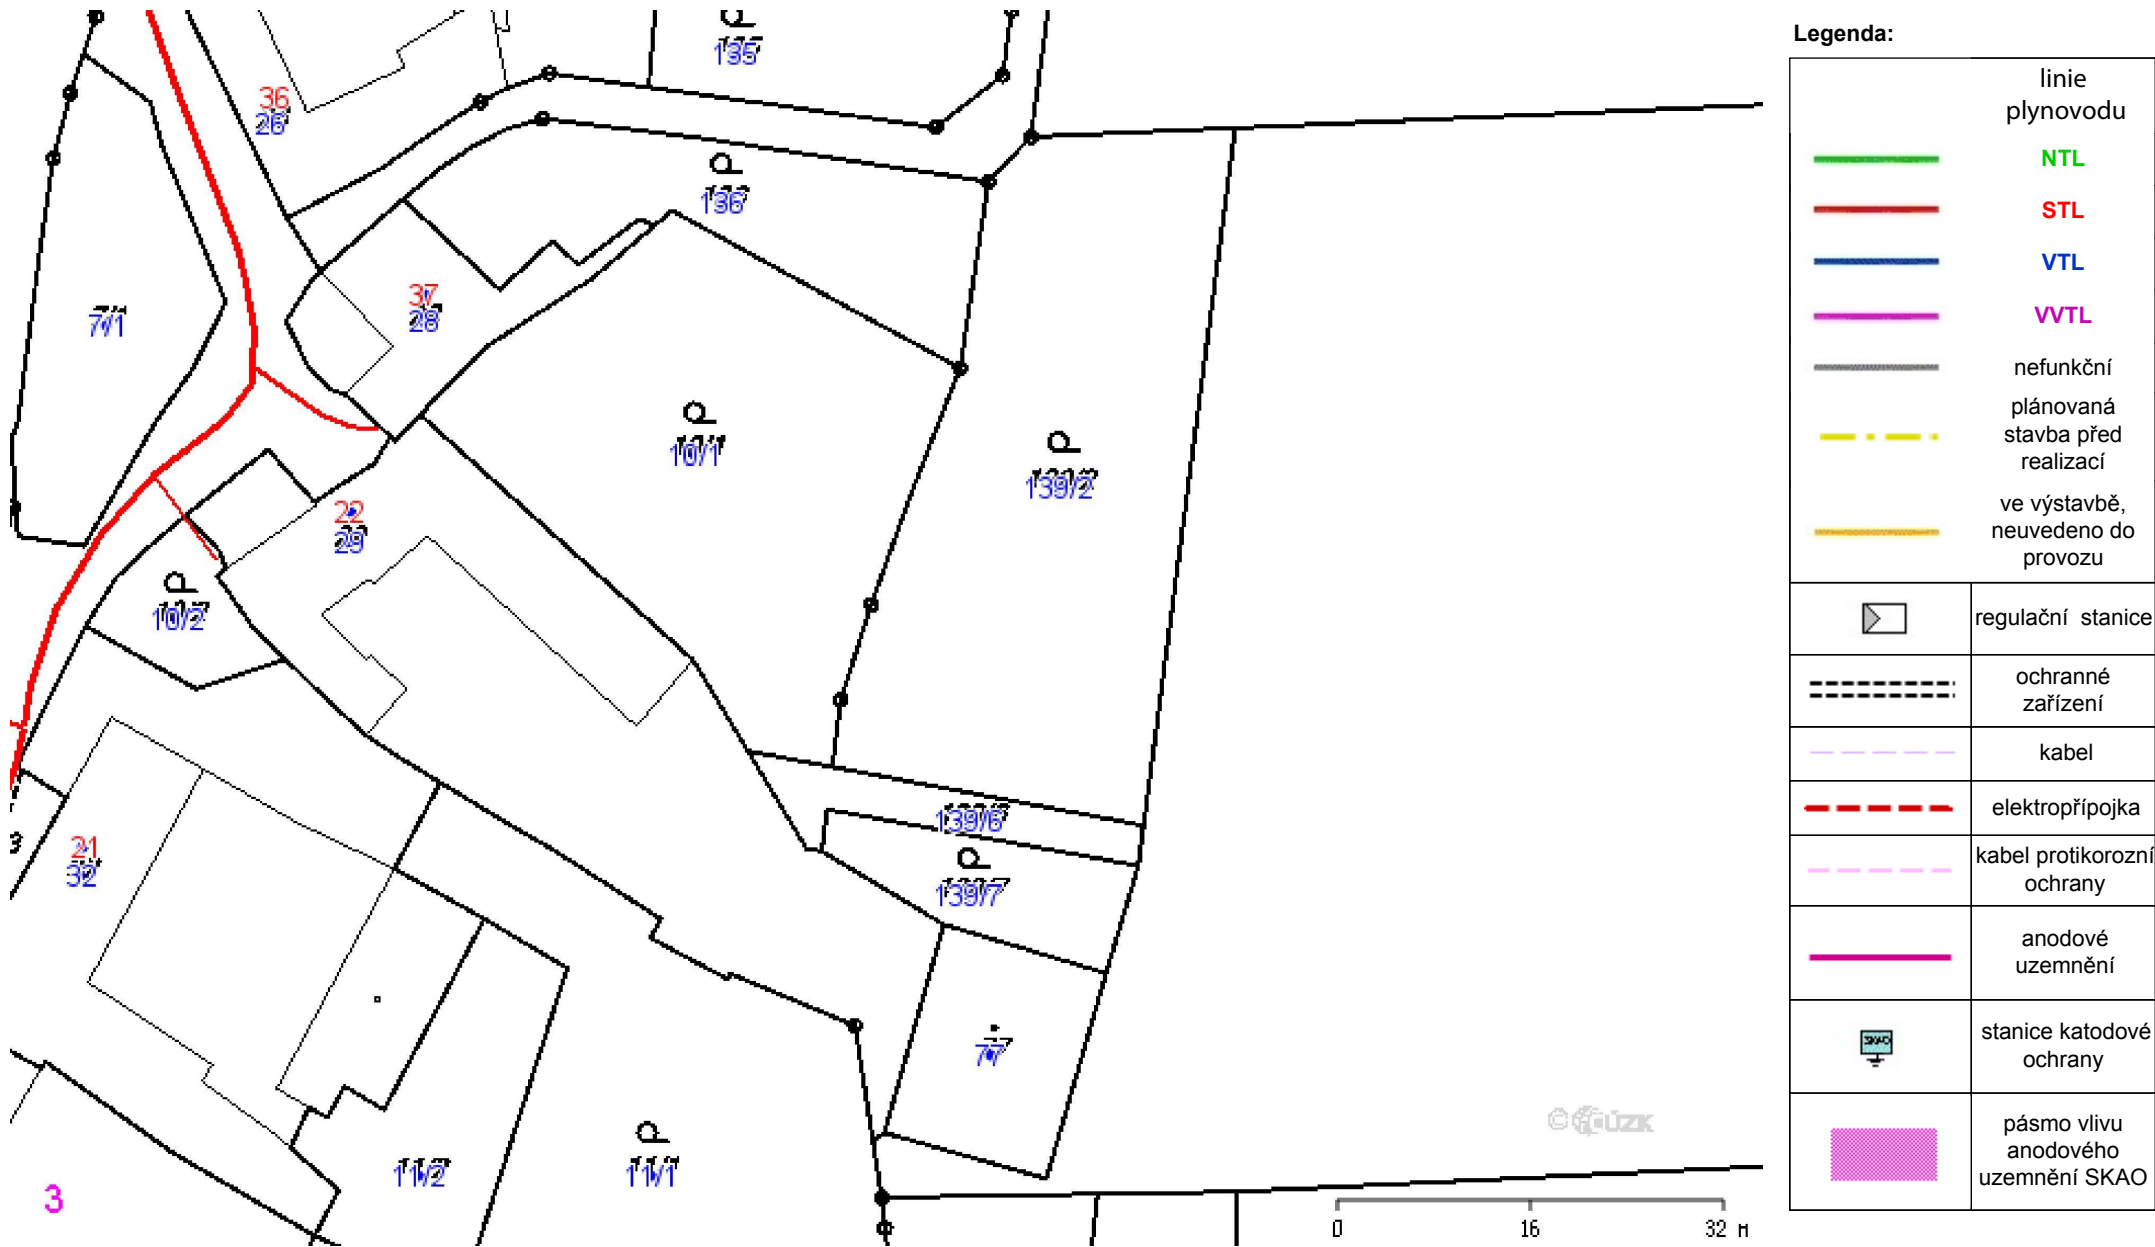 135
36
26
136
37
28
7/1
10/1
139/2
22
29
10/2
139/6
21
32
139/7
77
11/2
11/1
3
0 16 32 M
Legenda:
linie
plynovodu
NTL
STL
VTL
VVTL
nefunkční
plánovaná
stavba před
realizací
ve výstavbě,
neuvedeno do
provozu
regulační stanice
ochranné
zařízení
kabel
elektropřípojka
kabel protikorozní
ochrany
anodové
uzemnění
stanice katodové
ochrany
pásmo vlivu
anodového
uzemnění SKAO